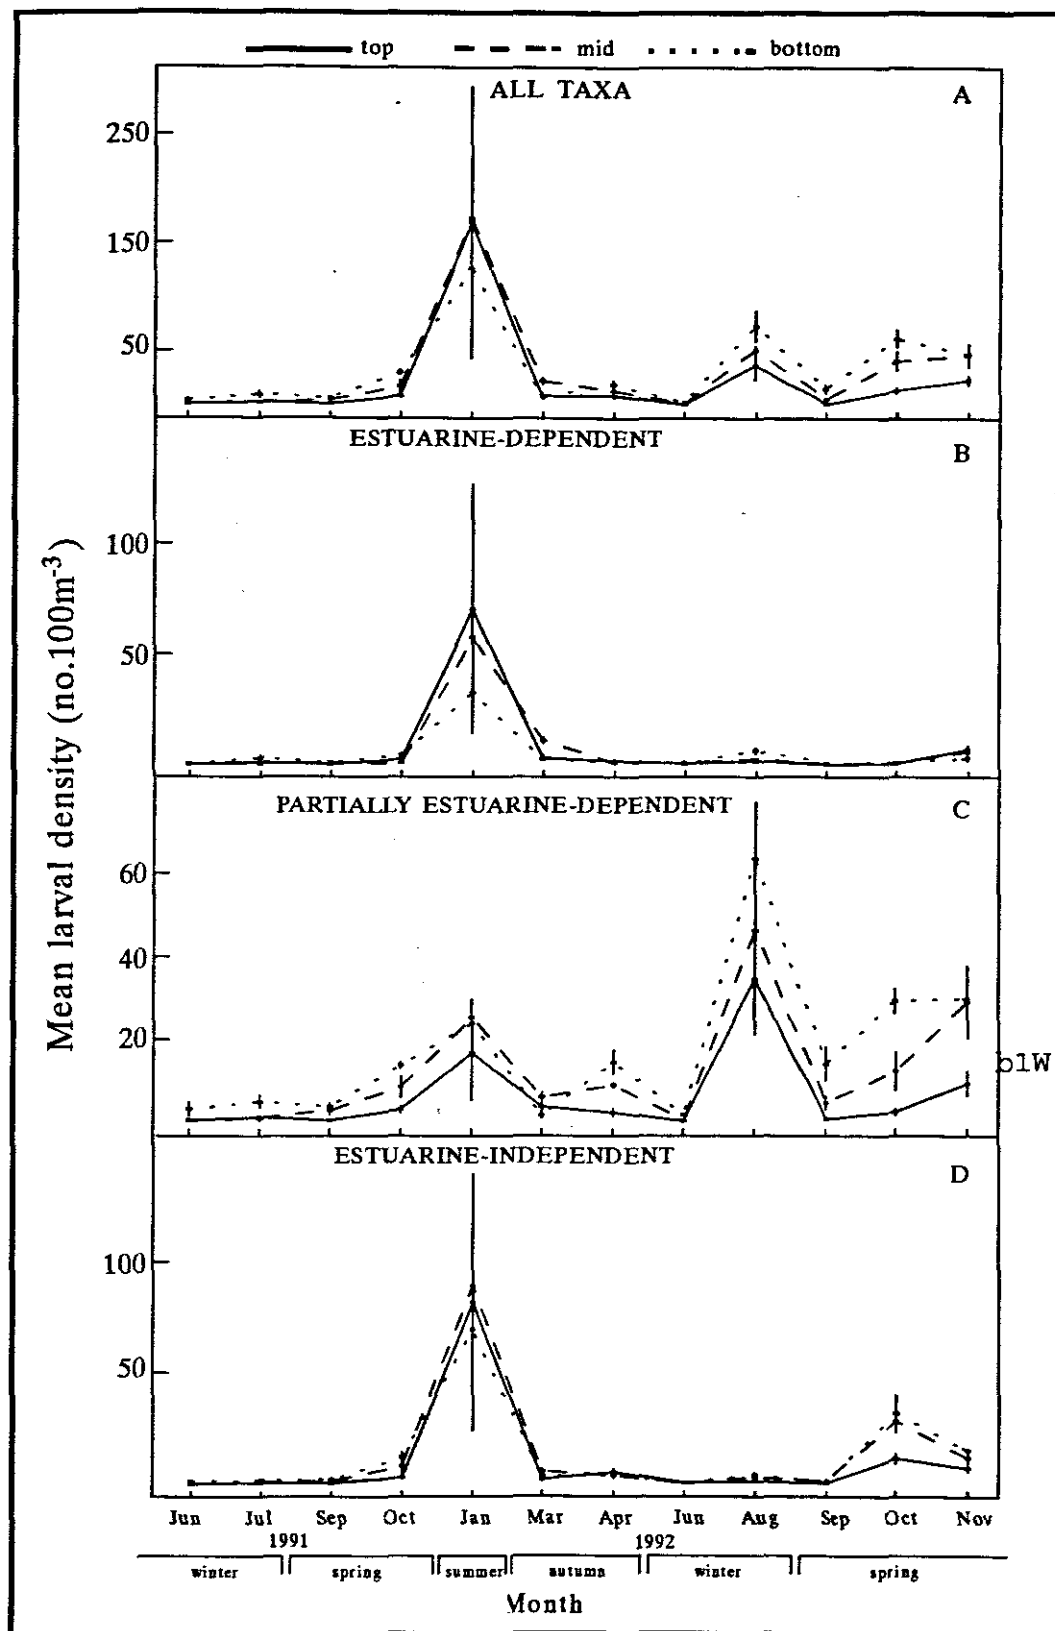 top mid bottom
ALL TAXA A
250
150
50
ESTUARINE-DEPENDENT B
100
50
PARTIALLY ESTUARINE-DEPENDENT C
60
40
20
b1W
ESTUARINE-INDEPENDENT D
100
50
Mean larval density (no.100m⁻³)
Jun Jul Sep Oct Jan Mar Apr Jun Aug Sep Oct Nov
1991 1992
winter spring summer autumn winter spring
Month